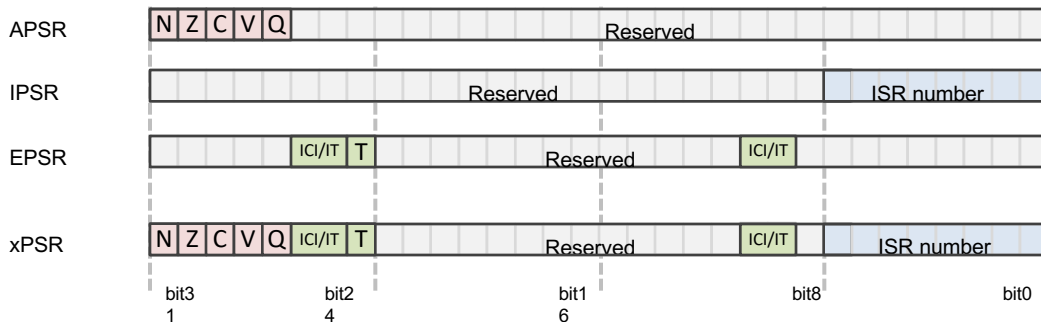 APSR N Z C V Q Reserved
IPSR Reserved ISR number
EPSR ICI/IT T Reserved ICI/IT
xPSR N Z C V Q ICI/IT T Reserved ICI/IT ISR number
bit3 bit2 bit1 bit8 bit0
1 4 6